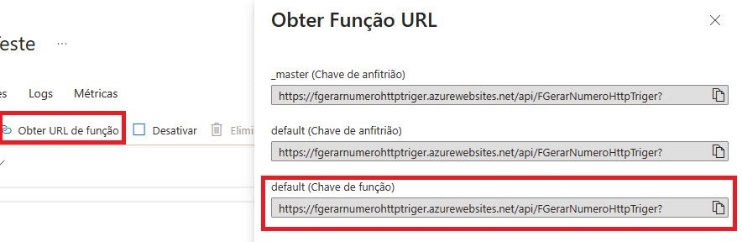 Obter Função URL
este ...
_master (Chave de anfitrião)
https://fgerarnumerohttptriger.azurewebsites.net/api/FGerarNumeroHttpTriger?
es Logs Métricas
default (Chave de anfitrião)
Obter URL de função Desativar Elimi
https://fgerarnumerohttptriger.azurewebsites.net/api/FGerarNumeroHttpTriger?
default (Chave de função)
https://fgerarnumerohttptriger.azurewebsites.net/api/FGerarNumeroHttpTriger?